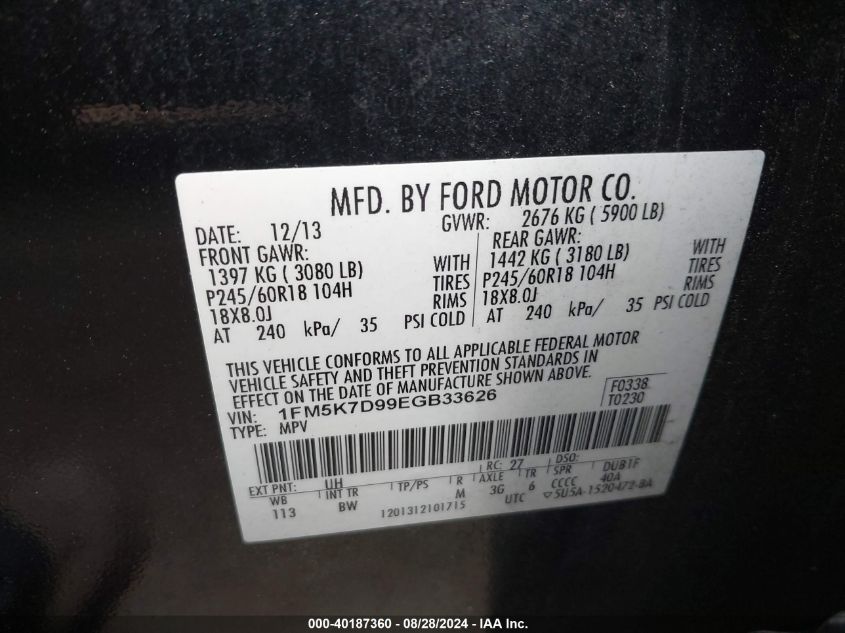 MFD. BY FORD MOTOR CO.
DATE: 12/13 GVWR: 2676 KG ( 5900 LB)
FRONT GAWR: REAR GAWR:
1397 KG ( 3080 LB) WITH 1442 KG ( 3180 LB) WITH
P245/60R18 104H TIRES P245/60R18 104H TIRES
18X8.0J RIMS 18X8.0J RIMS
AT 240 kPa/ 35 PSI COLD AT 240 kPa/ 35 PSI COLD
THIS VEHICLE CONFORMS TO ALL APPLICABLE FEDERAL MOTOR
VEHICLE SAFETY AND THEFT PREVENTION STANDARDS IN
EFFECT ON THE DATE OF MANUFACTURE SHOWN ABOVE.
VIN: 1FM5K7D99EGB33626 F0338
TYPE: MPV T0230
EXT PNT: UH RC: 27 DSO:
WB INT TR TP/PS R AXLE TR SPR DUB1F
113 BW M 3G 6 CCCC 40A
1201312101715 UTC ▽5U5A-1520472-BA
000-40187360 - 08/28/2024 - IAA Inc.